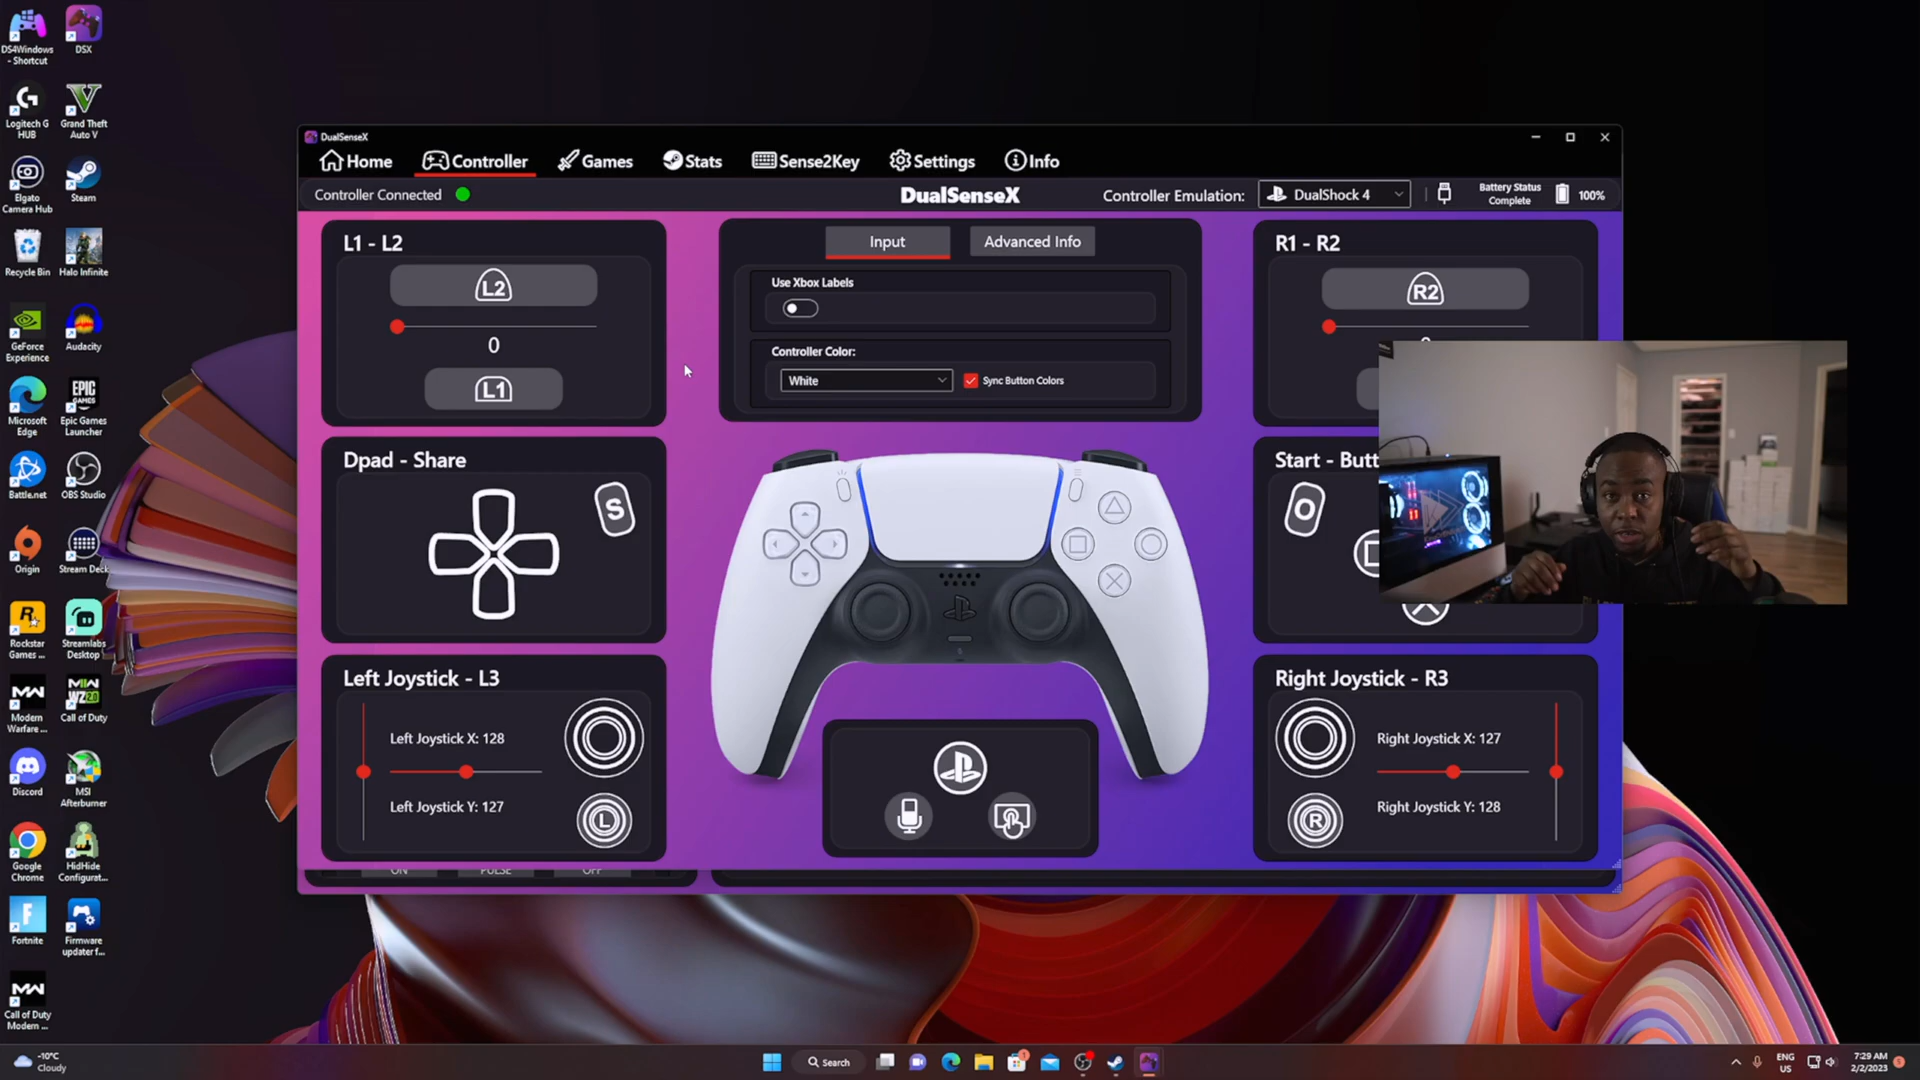 DS4Windows
- Shortcut
DSX
Logitech G
HUB
Grand Theft
Auto V
Elgato
Camera Hub
Steam
Recycle Bin
Halo Infinite
GeForce
Experience
Audacity
Microsoft
Edge
EPIC
GAMES
Epic Games
Launcher
Battle.net
OBS Studio
Origin
Stream Deck
Rockstar
Games ...
Streamlabs
Desktop
Modern
Warfare ...
Call of Duty
Discord
MSI
Afterburner
Google
Chrome
HidHide
Configurat...
Fortnite
Firmware
updater f...
Call of Duty
Modern ...
DualSenseX
Home
Controller
Games
Stats
Sense2Key
Settings
Info
Controller Connected
DualSenseX
Controller Emulation:
DualShock 4
Battery Status
Complete
100%
L1 - L2
L2
0
L1
Input
Advanced Info
Use Xbox Labels
Controller Color:
White
Sync Button Colors
R1 - R2
R2
Dpad - Share
S
Start - Butt
O
Left Joystick - L3
Left Joystick X: 128
Left Joystick Y: 127
L
Right Joystick - R3
Right Joystick X: 127
Right Joystick Y: 128
R
ON
PULSE
OFF
-10°C
Cloudy
Search
ENG
US
7:29 AM
2/2/2023